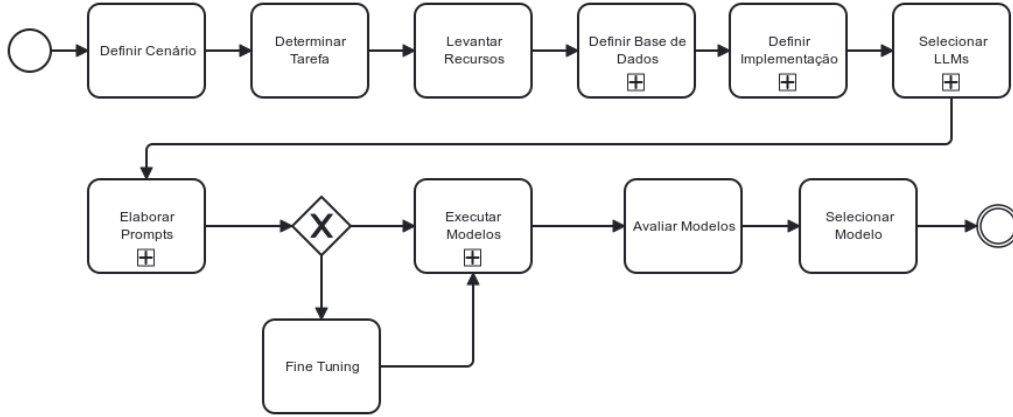 Definir Cenário
Determinar
Tarefa
Levantar
Recursos
Definir Base de
Dados
Definir
Implementação
Selecionar
LLMs
Elaborar
Prompts
X
Executar
Modelos
Avaliar Modelos
Selecionar
Modelo
Fine Tuning